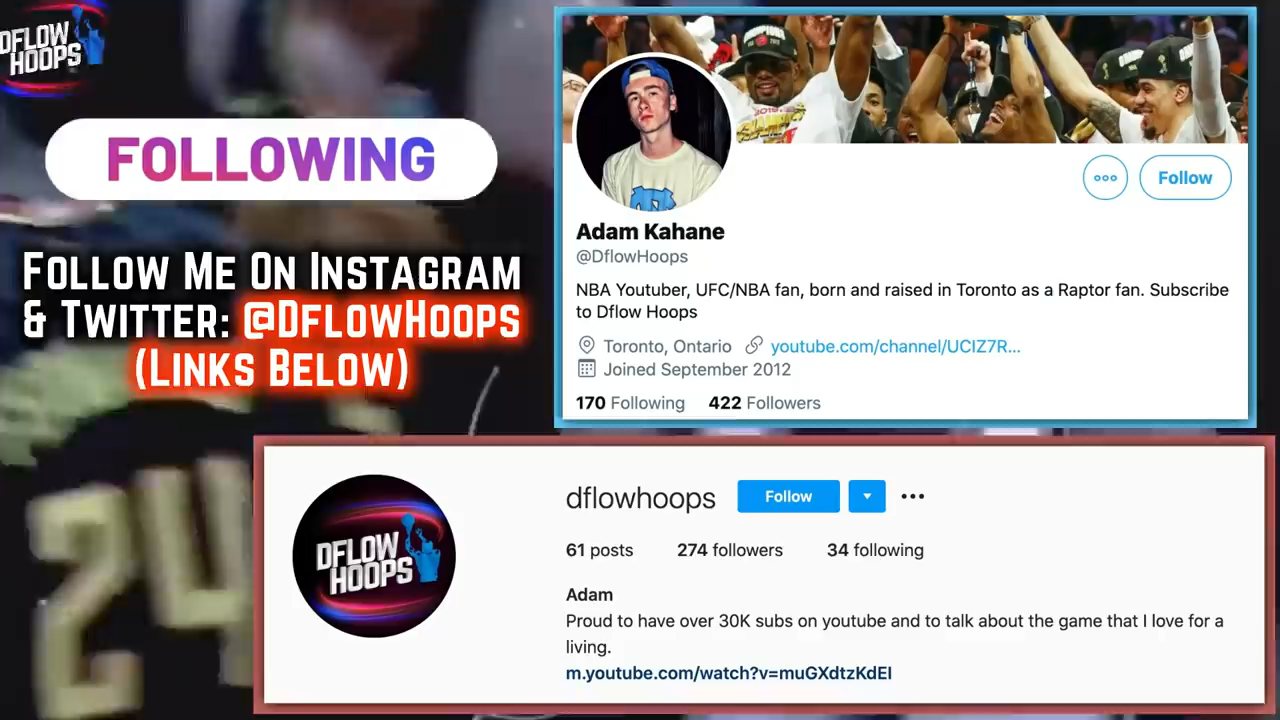 DFLOW
HOOPS
FOLLOWING
FOLLOW ME ON INSTAGRAM
& TWITTER: @DFLOWHOOPS
(LINKS BELOW)
Adam Kahane
@DflowHoops
Follow
NBA Youtuber, UFC/NBA fan, born and raised in Toronto as a Raptor fan. Subscribe
to Dflow Hoops
Toronto, Ontario youtube.com/channel/UCIZ7R...
Joined September 2012
170 Following 422 Followers
24
DFLOW
HOOPS
dflowhoops Follow
61 posts 274 followers 34 following
Adam
Proud to have over 30K subs on youtube and to talk about the game that I love for a
living.
m.youtube.com/watch?v=muGXdtzKdEI